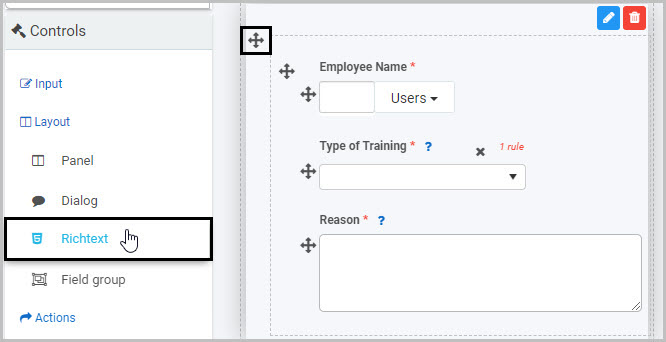 Controls
Input
Layout
Panel
Dialog
Richtext
Field group
Actions
Employee Name *
Users
Type of Training * ?
1 rule
Reason * ?